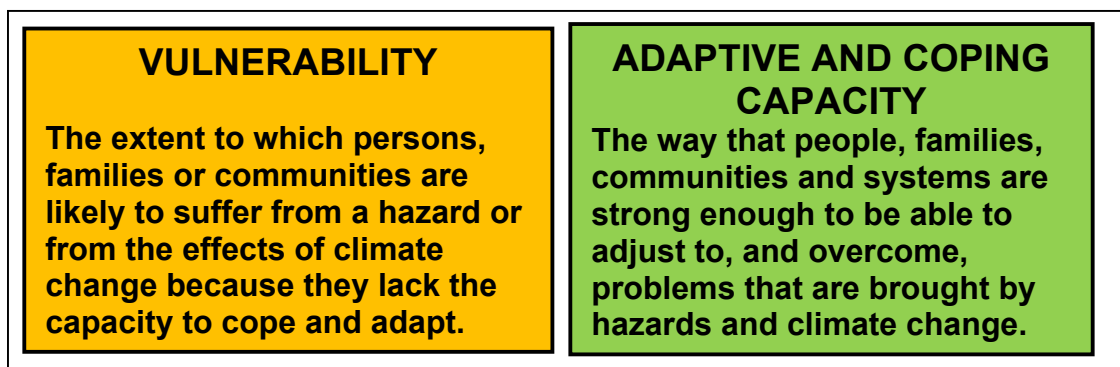 VULNERABILITY
The extent to which persons,
families or communities are
likely to suffer from a hazard or
from the effects of climate
change because they lack the
capacity to cope and adapt.
ADAPTIVE AND COPING
CAPACITY
The way that people, families,
communities and systems are
strong enough to be able to
adjust to, and overcome,
problems that are brought by
hazards and climate change.